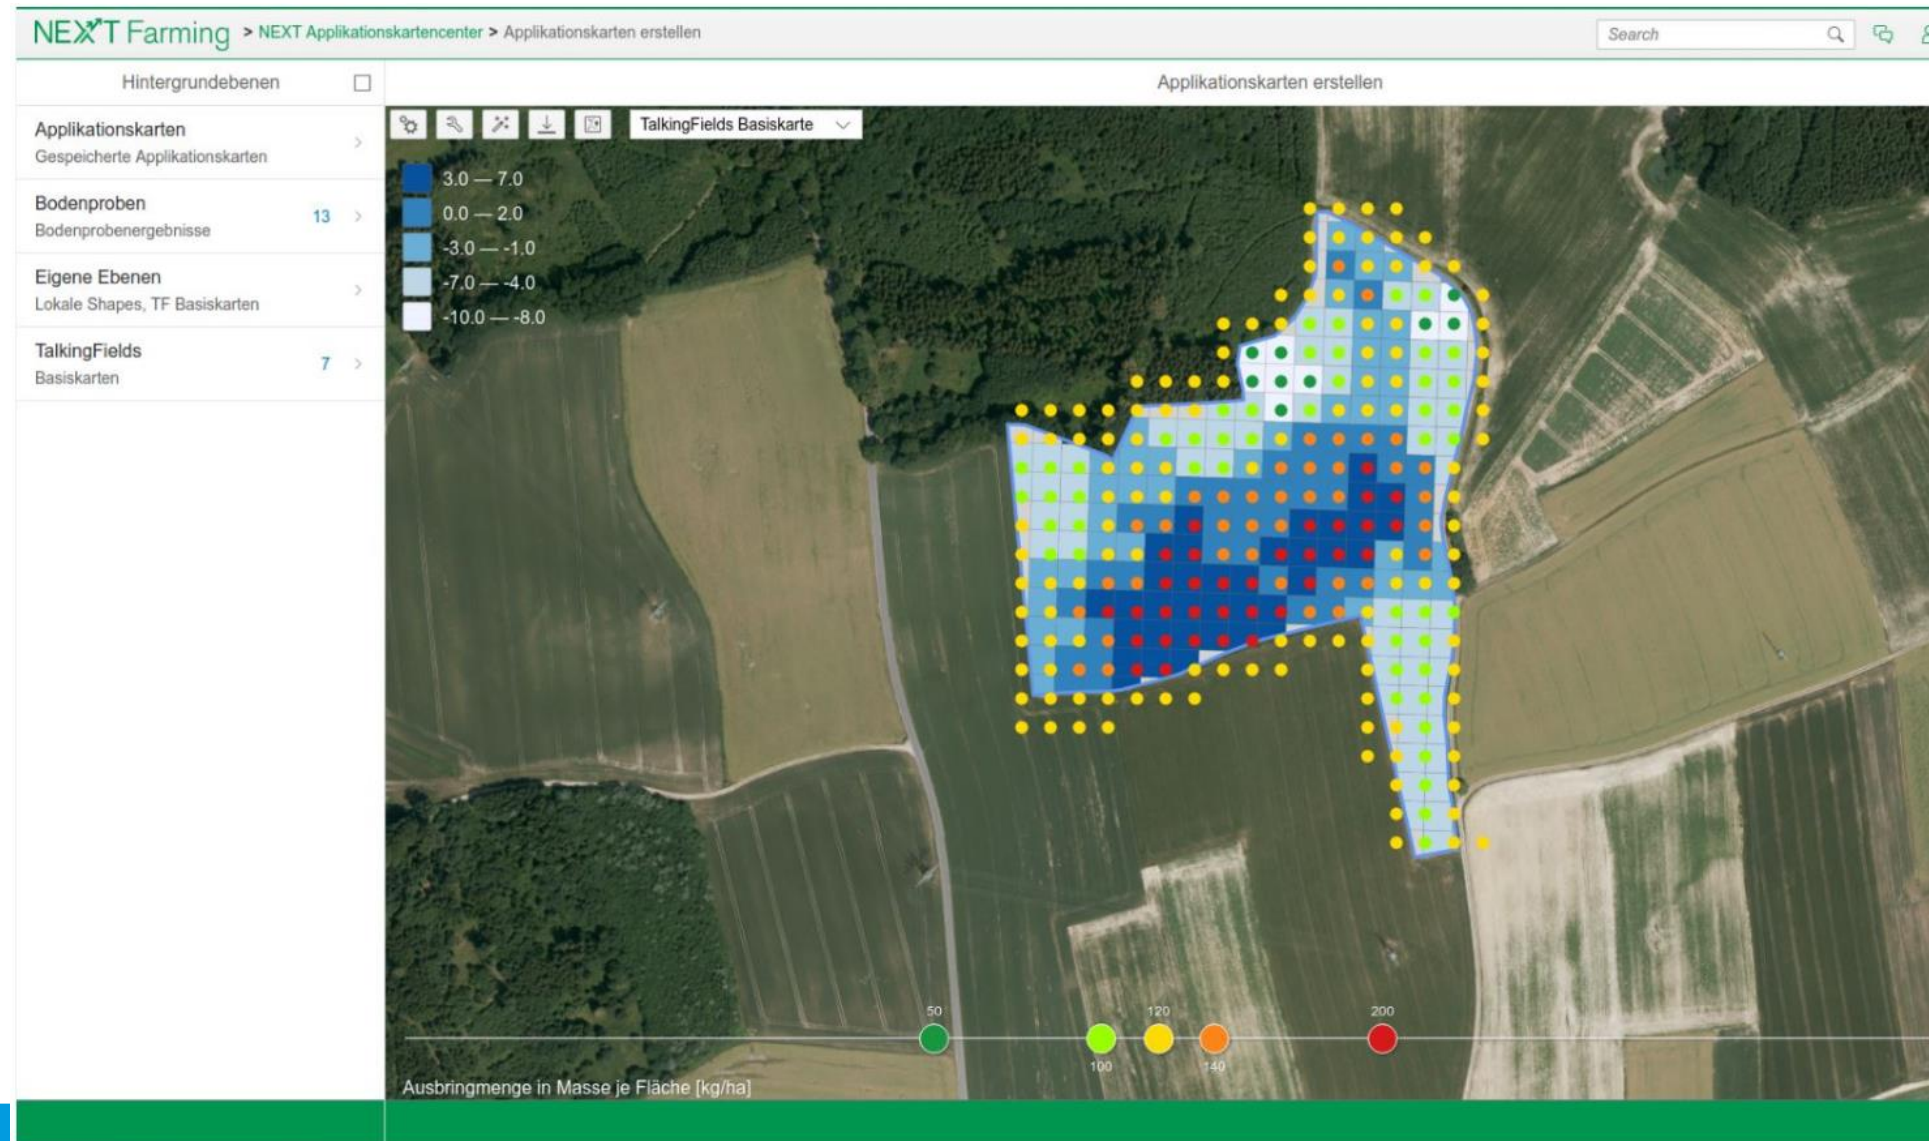 NEXT Farming > NEXT Applikationskartencenter > Applikationskarten erstellen
Search
Hintergrundebenen
Applikationskarten erstellen
Applikationskarten
Gespeicherte Applikationskarten
Bodenproben
13
Bodenprobenergebnisse
Eigene Ebenen
Lokale Shapes, TF Basiskarten
TalkingFields
7
Basiskarten
TalkingFields Basiskarte
3.0 — 7.0
0.0 — 2.0
-3.0 — -1.0
-7.0 — -4.0
-10.0 — -8.0
50
120
200
100
140
Ausbringmenge in Masse je Fläche [kg/ha]